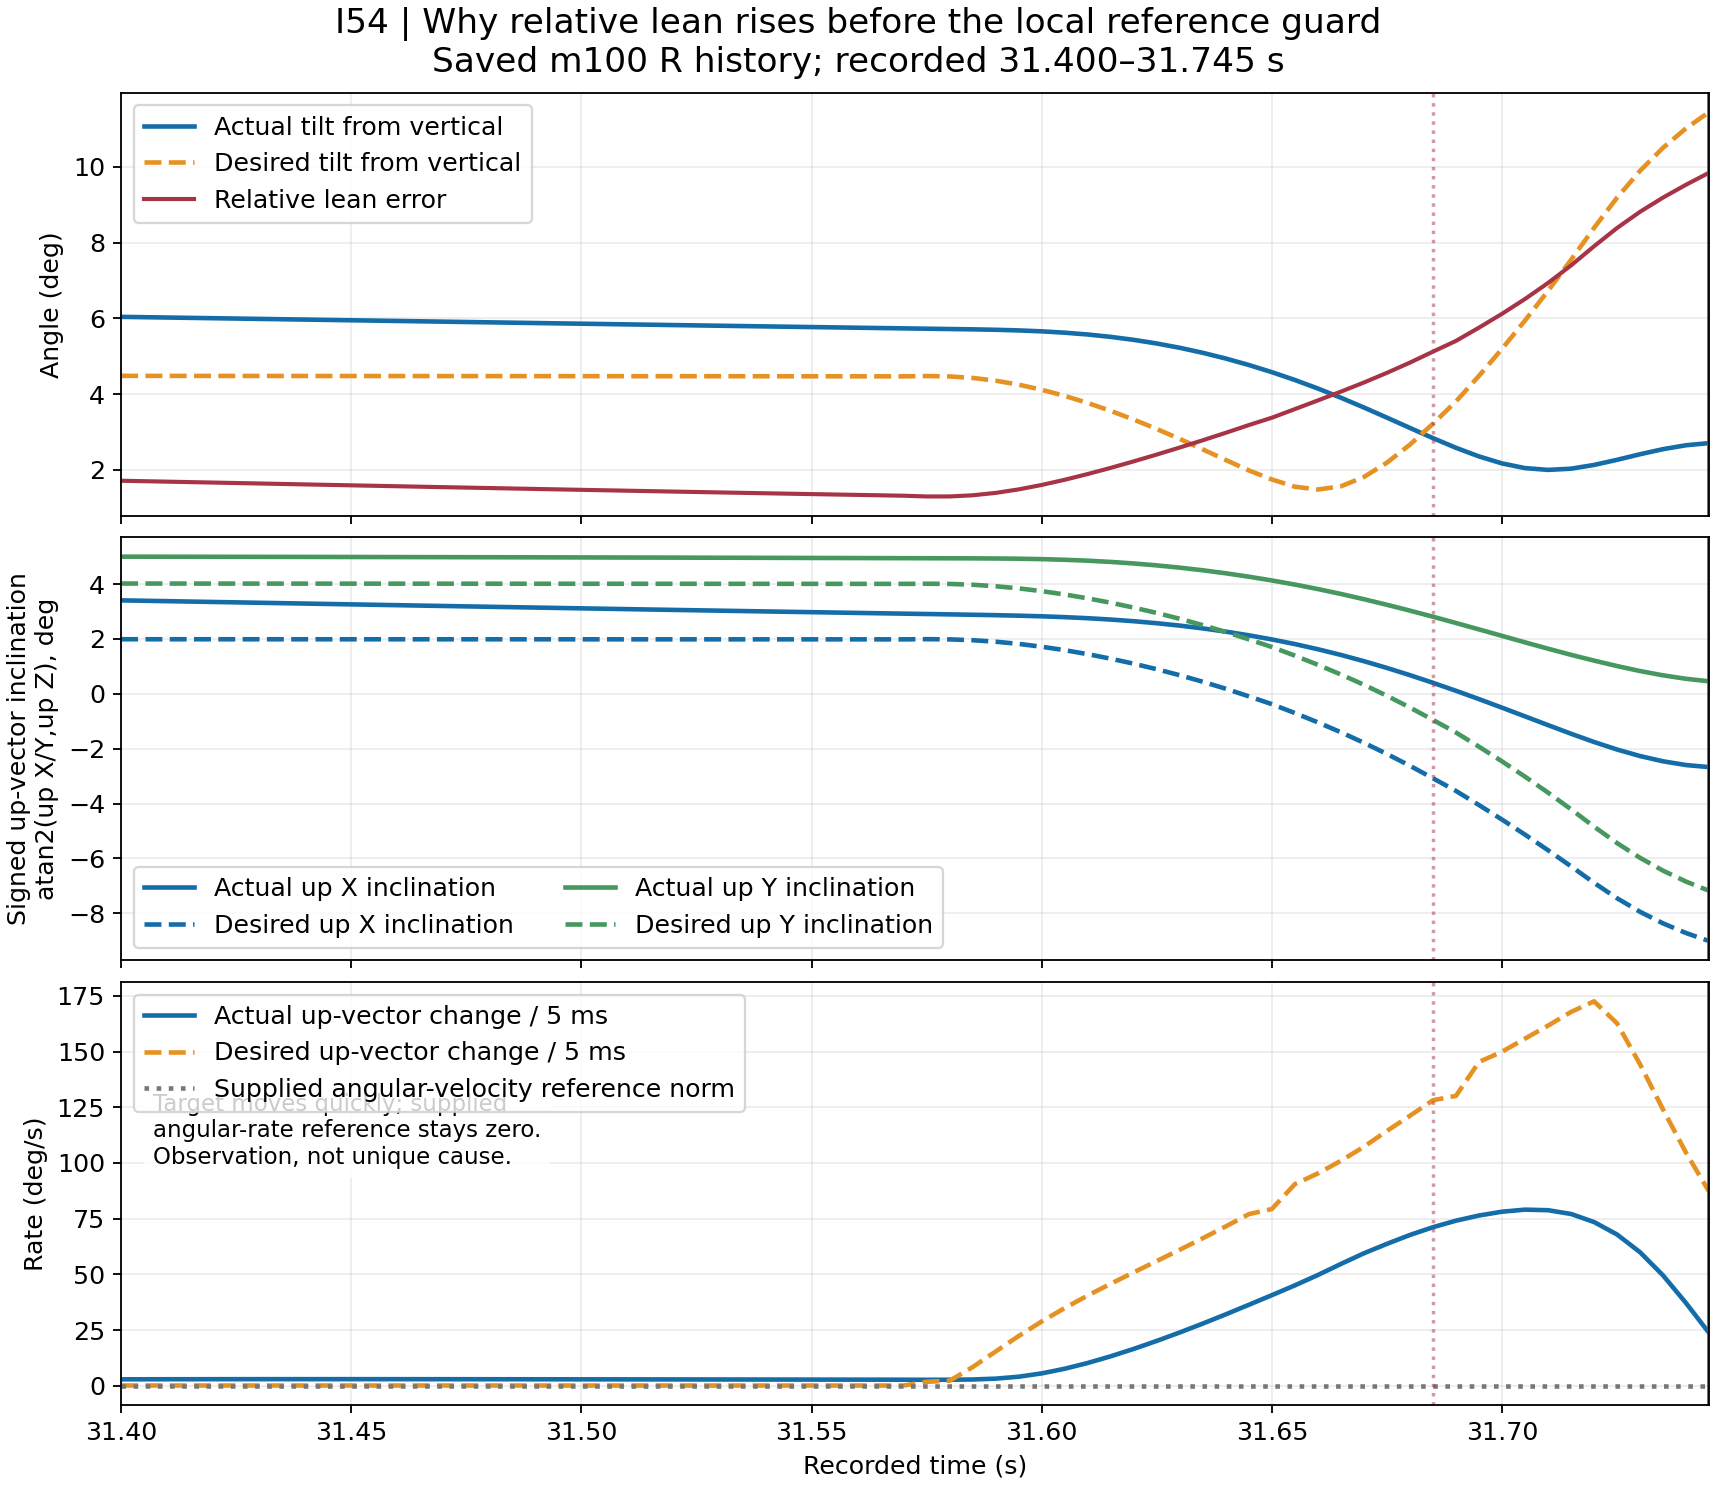 I54 | Why relative lean rises before the local reference guard
Saved m100 R history; recorded 31.400–31.745 s
Actual tilt from vertical
Desired tilt from vertical
Relative lean error
Angle (deg)
10
8
6
4
2
Signed up-vector inclination
atan2(up X/Y,up Z), deg
4
2
0
−2
−4
−6
−8
Actual up X inclination
Desired up X inclination
Actual up Y inclination
Desired up Y inclination
Rate (deg/s)
175
150
125
100
75
50
25
0
Actual up-vector change / 5 ms
Desired up-vector change / 5 ms
Supplied angular-velocity reference norm
Target moves quickly; supplied
angular-rate reference stays zero.
Observation, not unique cause.
31.40
31.45
31.50
31.55
31.60
31.65
31.70
Recorded time (s)